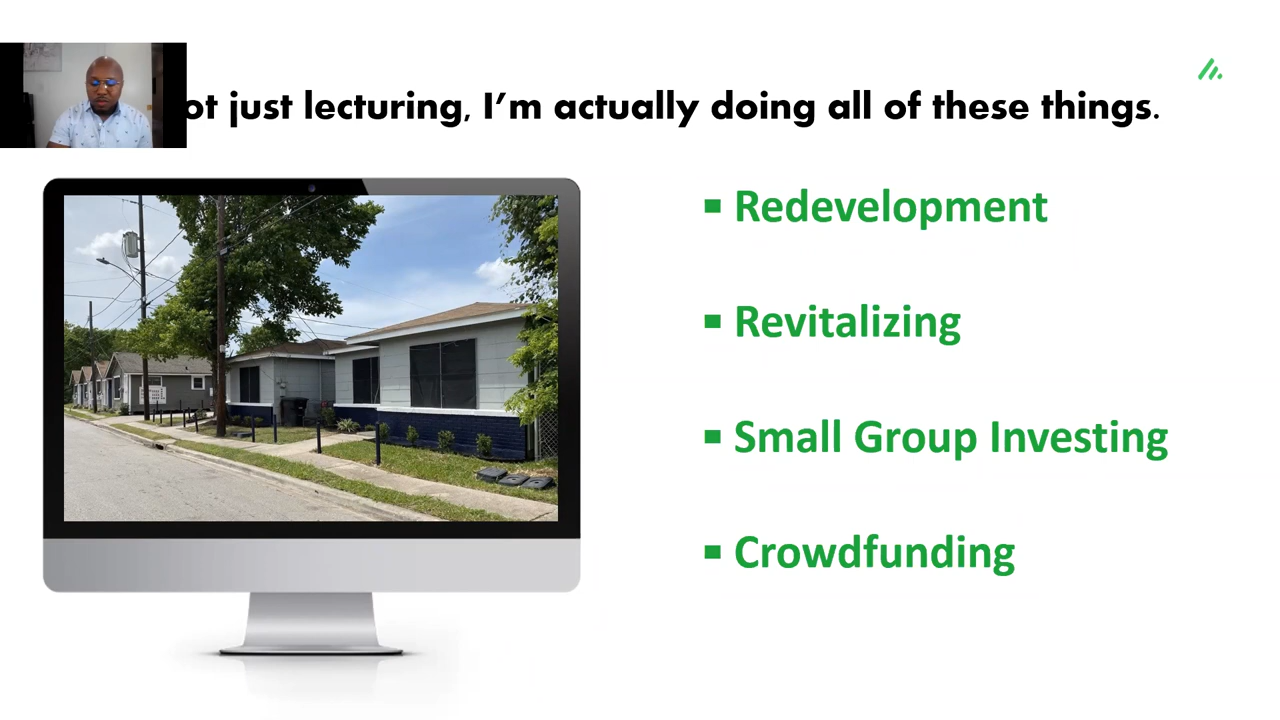 ot just lecturing, I'm actually doing all of these things.
Redevelopment
Revitalizing
Small Group Investing
Crowdfunding